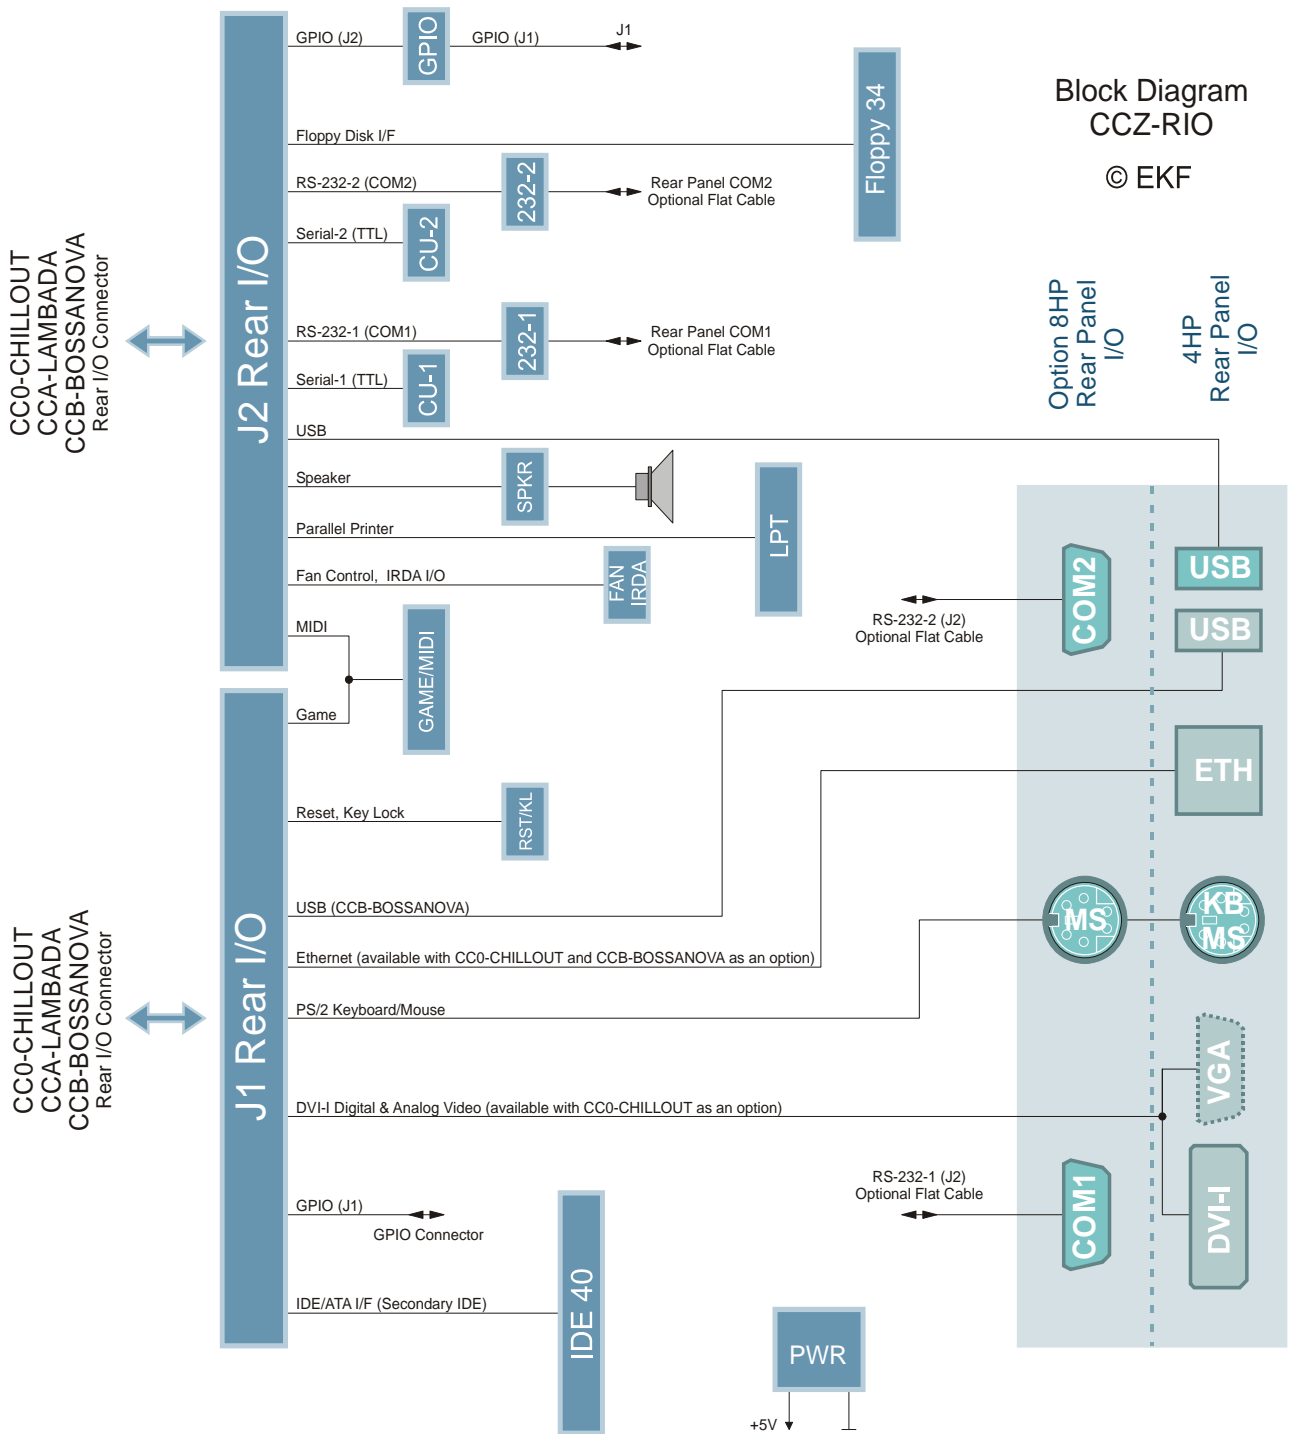 Block Diagram
CCZ-RIO
© EKF
CC0-CHILLOUT
CCA-LAMBADA
CCB-BOSSANOVA
Rear I/O Connector
J2 Rear I/O
GPIO (J2)
GPIO
GPIO (J1)
J1
Floppy Disk I/F
Floppy 34
RS-232-2 (COM2)
232-2
Rear Panel COM2
Optional Flat Cable
Serial-2 (TTL)
CU-2
RS-232-1 (COM1)
232-1
Rear Panel COM1
Optional Flat Cable
Serial-1 (TTL)
CU-1
USB
Speaker
SPKR
Parallel Printer
LPT
Fan Control, IRDA I/O
FAN
IRDA
MIDI
GAME/MIDI
Game
CC0-CHILLOUT
CCA-LAMBADA
CCB-BOSSANOVA
Rear I/O Connector
J1 Rear I/O
Reset, Key Lock
RST/KL
USB (CCB-BOSSANOVA)
Ethernet (available with CC0-CHILLOUT and CCB-BOSSANOVA as an option)
PS/2 Keyboard/Mouse
DVI-I Digital & Analog Video (available with CC0-CHILLOUT as an option)
GPIO (J1)
GPIO Connector
IDE/ATA I/F (Secondary IDE)
IDE 40
PWR
+5V
Option 8HP
Rear Panel
I/O
4HP
Rear Panel
I/O
COM2
RS-232-2 (J2)
Optional Flat Cable
USB
USB
ETH
MS
KB
MS
VGA
RS-232-1 (J2)
Optional Flat Cable
COM1
DVI-I